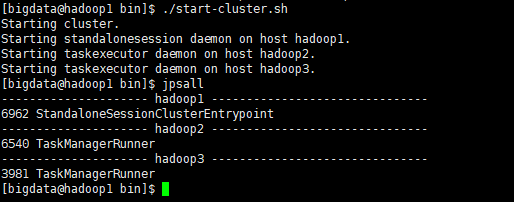 [bigdata@hadoop1 bin]$ ./start-cluster.sh
Starting cluster.
Starting standalonesession daemon on host hadoop1.
Starting taskexecutor daemon on host hadoop2.
Starting taskexecutor daemon on host hadoop3.
[bigdata@hadoop1 bin]$ jpsall
--------------------- hadoop1 -------------------------------
6962 StandaloneSessionClusterEntrypoint
--------------------- hadoop2 -------------------------------
6540 TaskManagerRunner
--------------------- hadoop3 -------------------------------
3981 TaskManagerRunner
[bigdata@hadoop1 bin]$